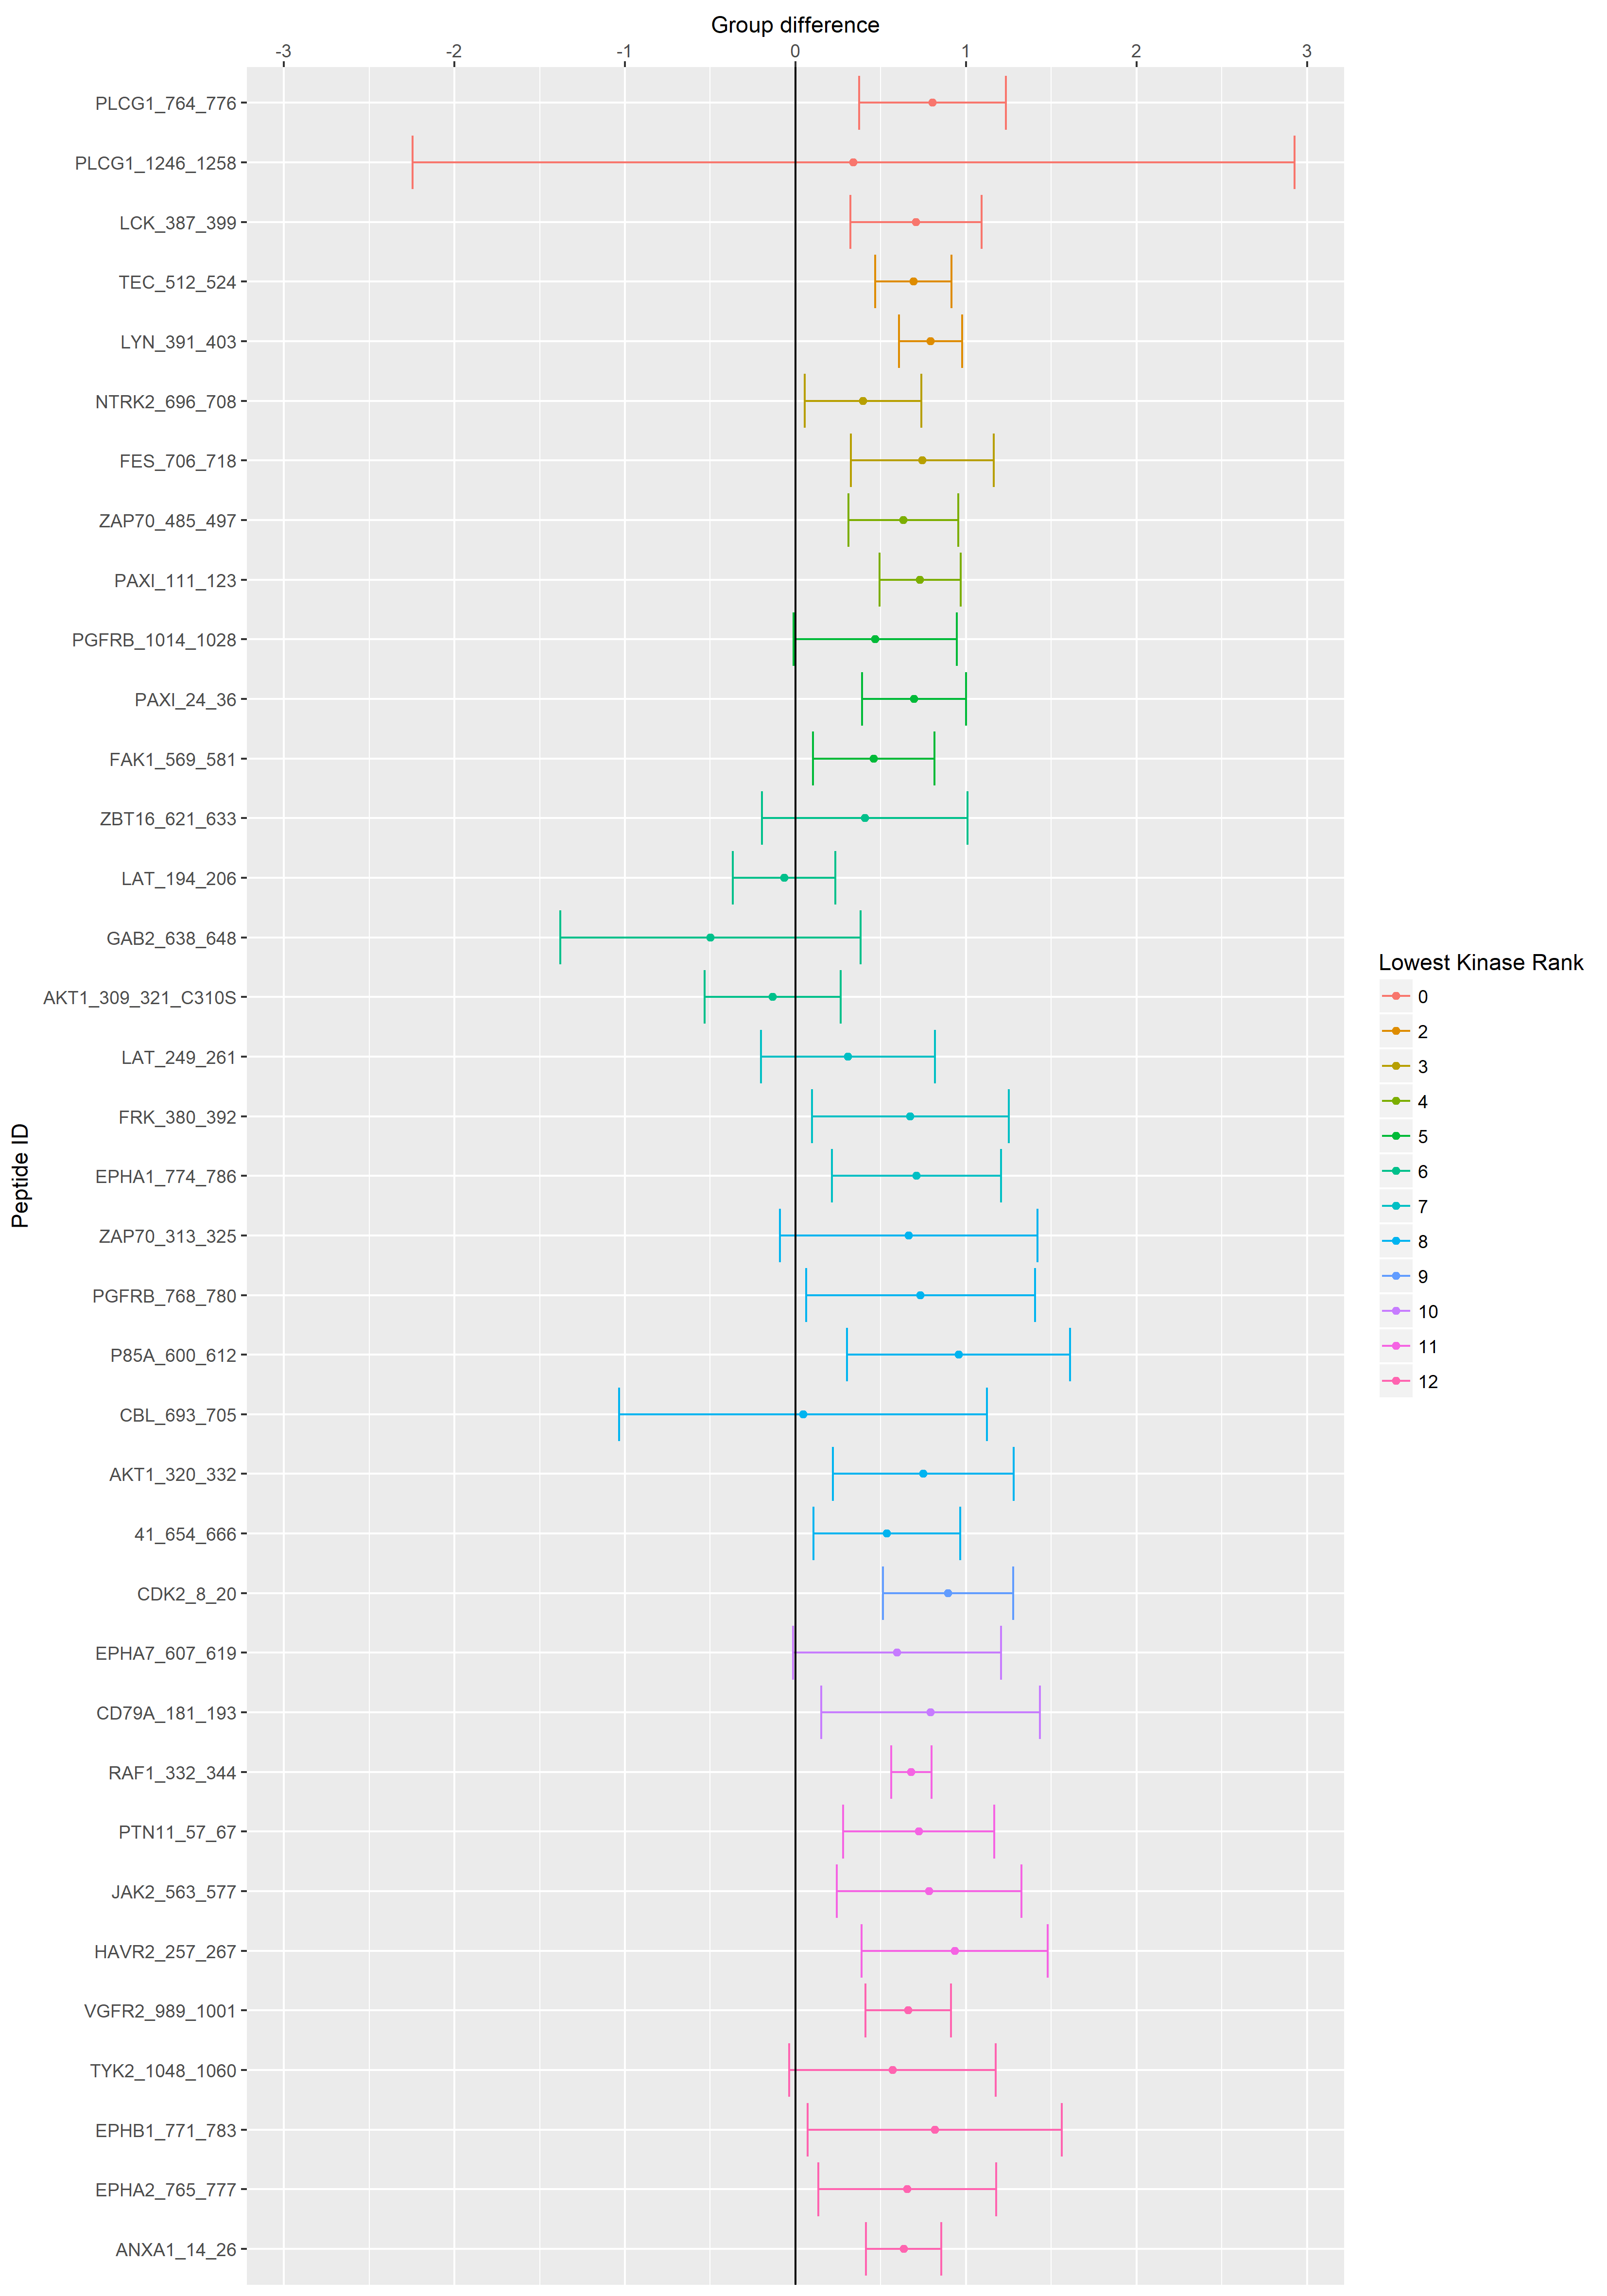 Group difference
-3 -2 -1 0 1 2 3
PLCG1_764_776
PLCG1_1246_1258
LCK_387_399
TEC_512_524
LYN_391_403
NTRK2_696_708
FES_706_718
ZAP70_485_497
PAXI_111_123
PGFRB_1014_1028
PAXI_24_36
FAK1_569_581
ZBT16_621_633
LAT_194_206
GAB2_638_648
AKT1_309_321_C310S
LAT_249_261
FRK_380_392
EPHA1_774_786
ZAP70_313_325
PGFRB_768_780
P85A_600_612
CBL_693_705
AKT1_320_332
41_654_666
CDK2_8_20
EPHA7_607_619
CD79A_181_193
RAF1_332_344
PTN11_57_67
JAK2_563_577
HAVR2_257_267
VGFR2_989_1001
TYK2_1048_1060
EPHB1_771_783
EPHA2_765_777
ANXA1_14_26
Peptide ID
Lowest Kinase Rank
0
2
3
4
5
6
7
8
9
10
11
12